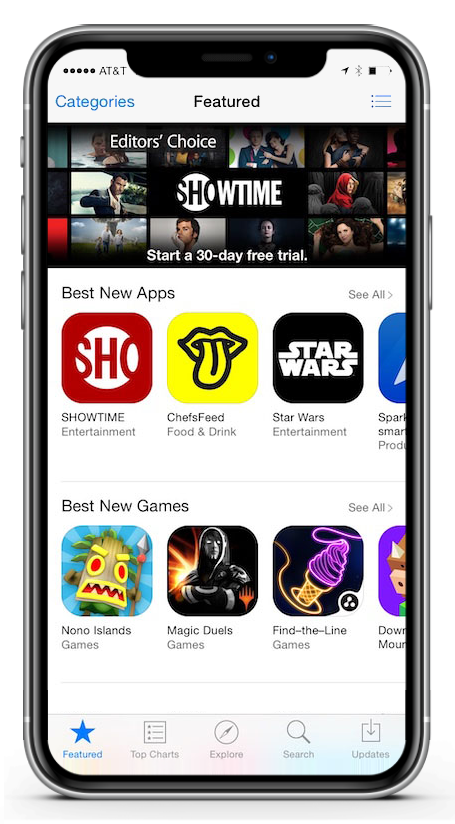 AT&T
Categories
Featured
Editors' Choice
SHOWTIME
Start a 30-day free trial.
Best New Apps
See All >
SHO
STAR
WARS
SHOWTIME
ChefsFeed
Star Wars
Spark
smart
Entertainment
Food & Drink
Entertainment
Produ
Best New Games
See All >
Nono Islands
Magic Duels
Find-the-Line
Down
Mour
Games
Games
Games
Featured
Top Charts
Explore
Search
Updates